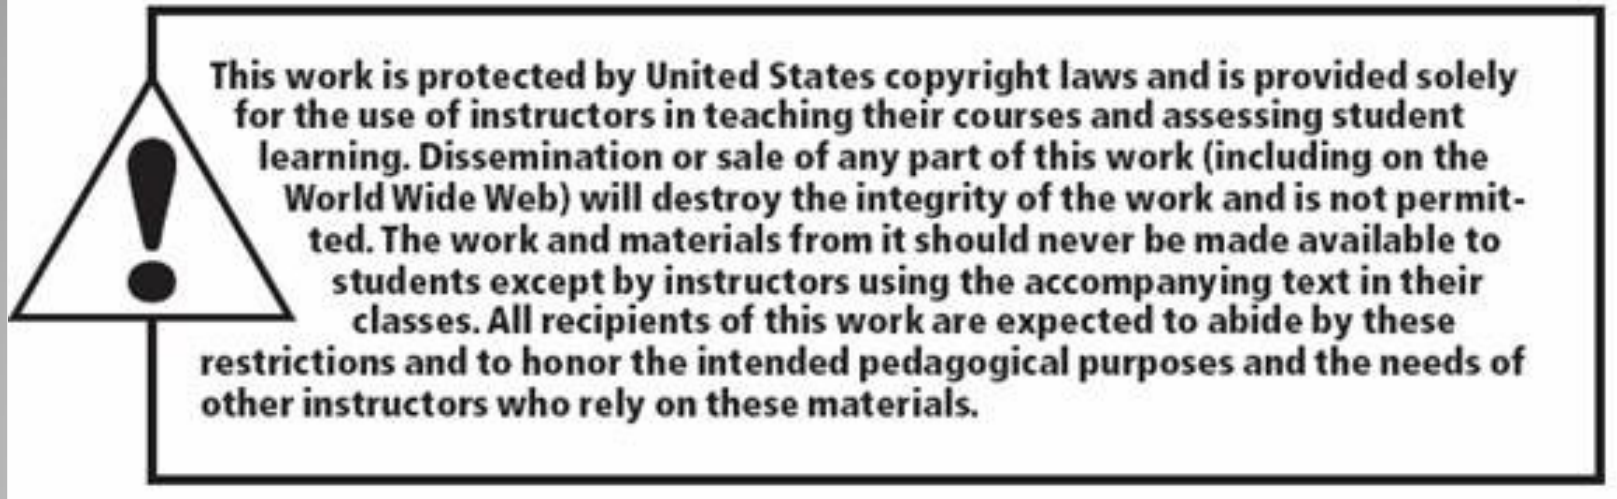 This work is protected by United States copyright laws and is provided solely
for the use of instructors in teaching their courses and assessing student
learning. Dissemination or sale of any part of this work (including on the
World Wide Web) will destroy the integrity of the work and is not permit-
ted. The work and materials from it should never be made available to
students except by instructors using the accompanying text in their
classes. All recipients of this work are expected to abide by these
restrictions and to honor the intended pedagogical purposes and the needs of
other instructors who rely on these materials.